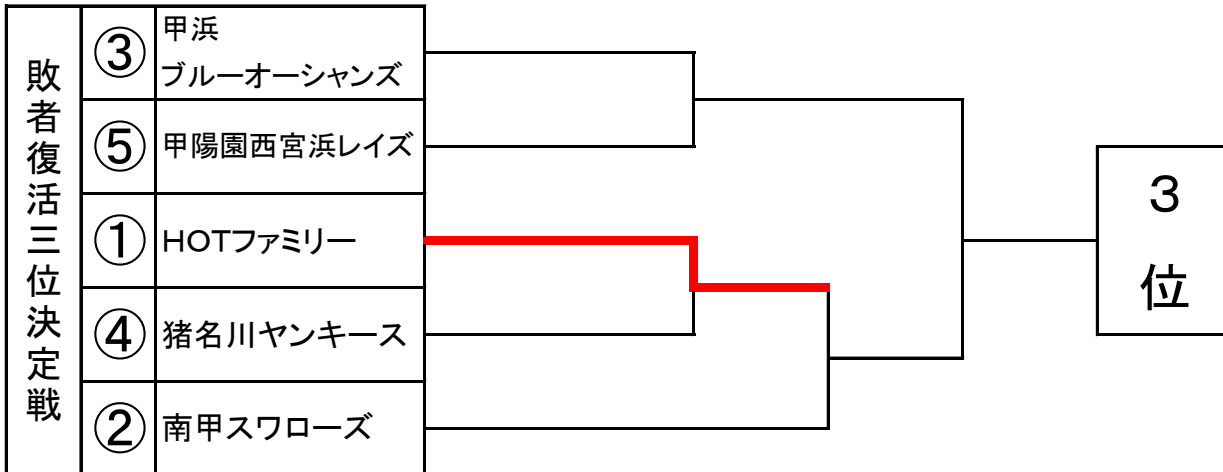 敗者復活三位決定戦
③
甲浜
ブルーオーシャンズ
⑤
甲陽園西宮浜レイズ
①
HOTファミリー
④
猪名川ヤンキース
②
南甲スワローズ
3
位